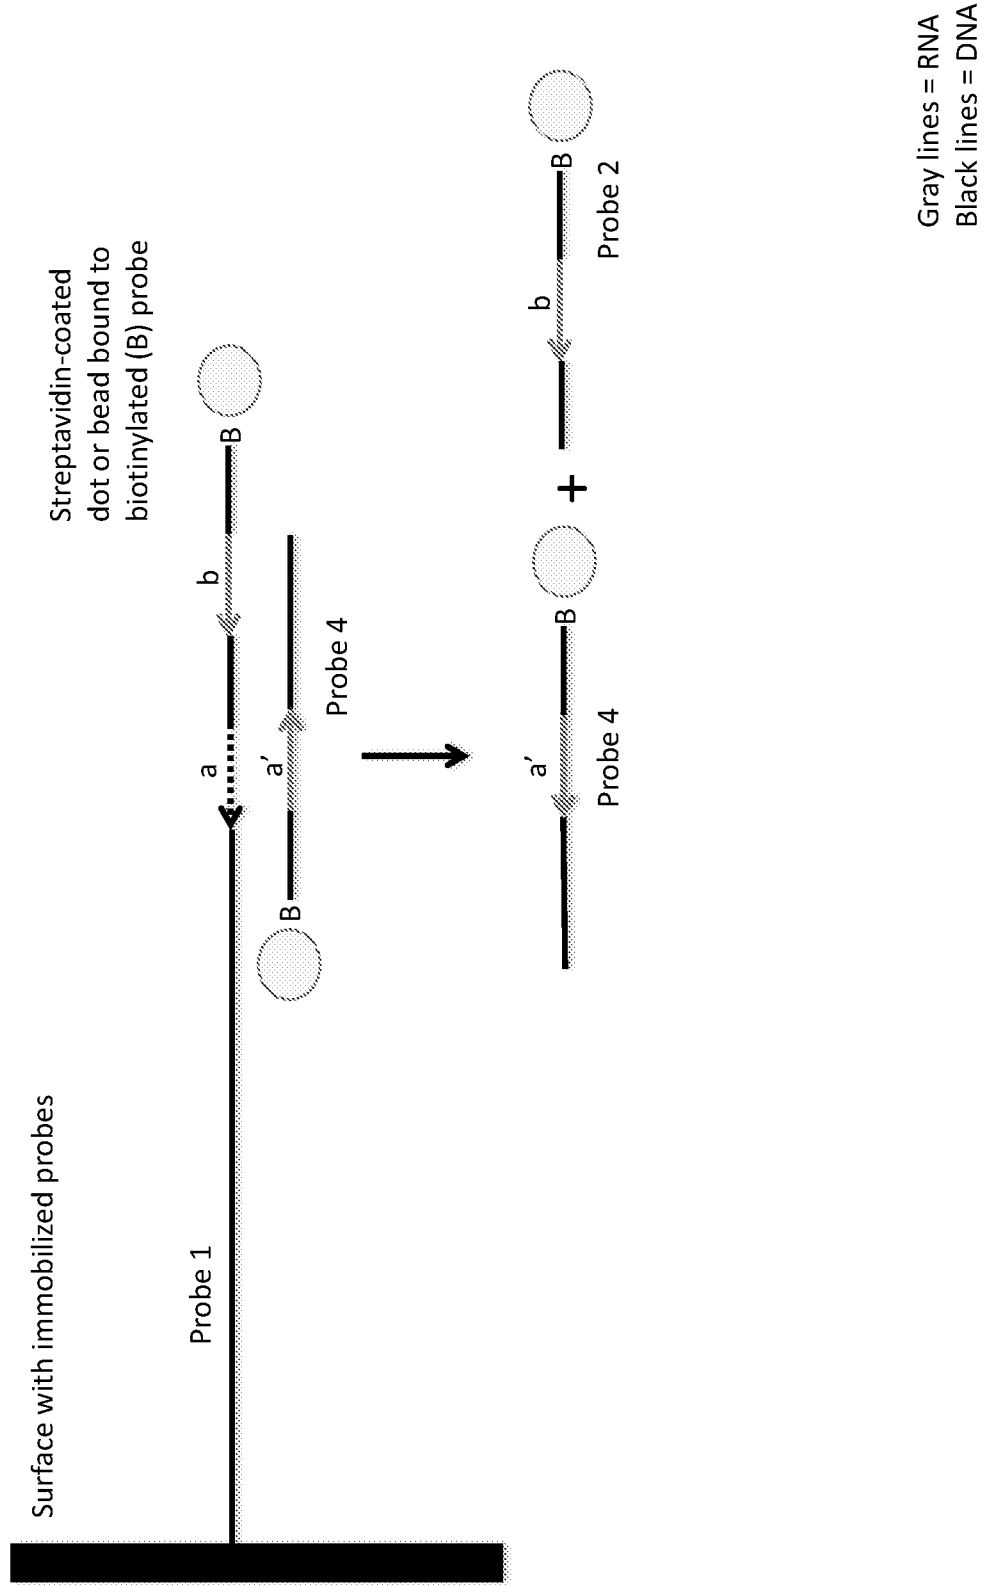 Surface with immobilized probes
Streptavidin-coated
dot or bead bound to
biotinylated (B) probe
Probe 1
a
b
B
B
a’
Probe 4
a’
B
Probe 4
+
b
B
Probe 2
Gray lines = RNA
Black lines = DNA